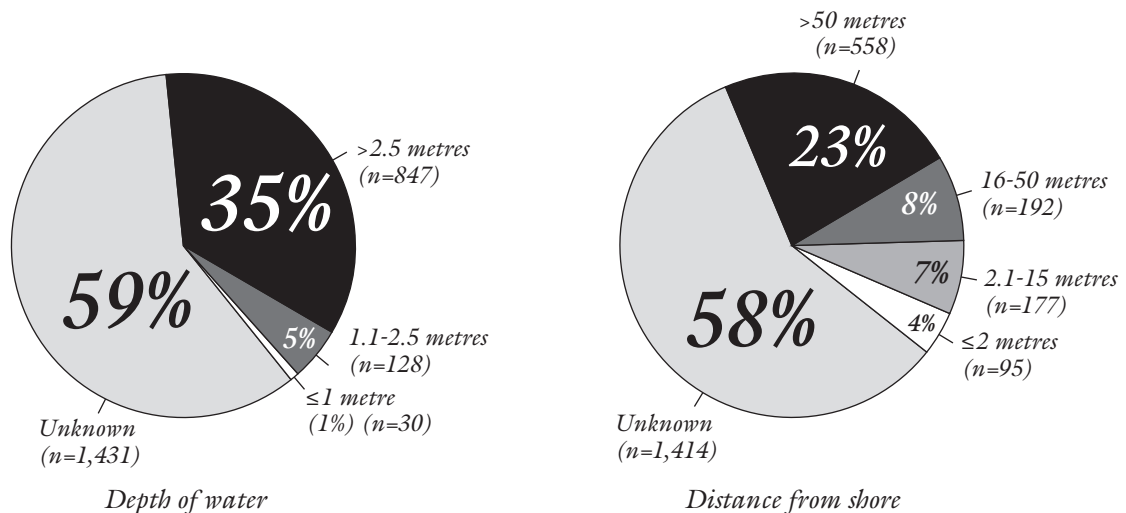 >2.5 metres
(n=847)
35%
59%
5%
1.1-2.5 metres
(n=128)
≤1 metre
(1%) (n=30)
Unknown
(n=1,431)
Depth of water
>50 metres
(n=558)
23%
16-50 metres
(n=192)
8%
7%
2.1-15 metres
(n=177)
4%
≤2 metres
(n=95)
58%
Unknown
(n=1,414)
Distance from shore